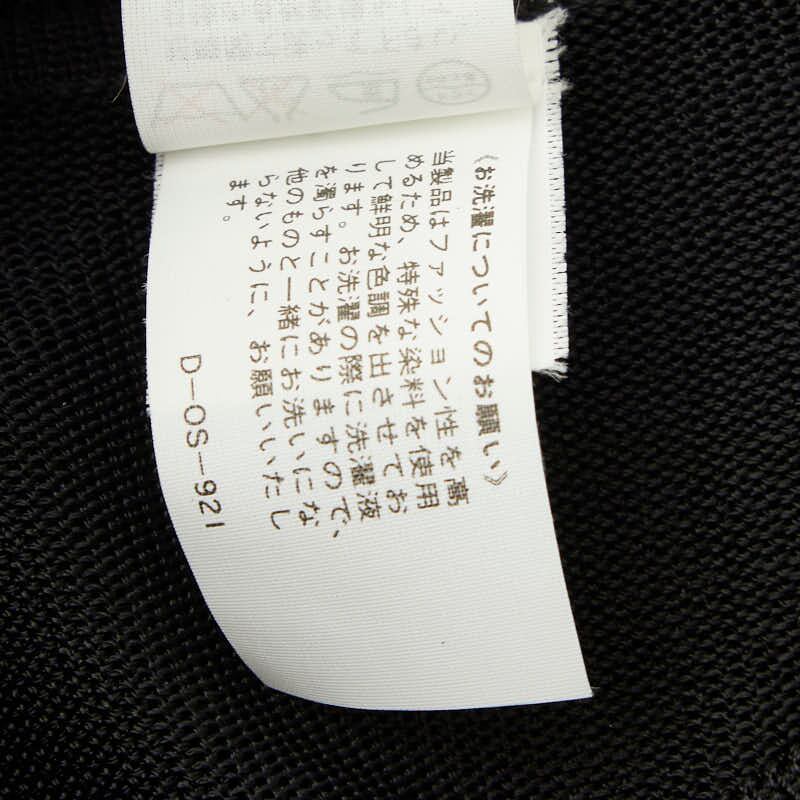 《お洗濯についてのお願い》
当製品はファッション性を高
めるため、特殊な染料を使用
して鮮明な色調を出させてお
ります。お洗濯の際に洗濯液
を濁らすことがありますので、
他のものと一緒にお洗いにな
らないように、お願いいたし
ます。
D-OS-921